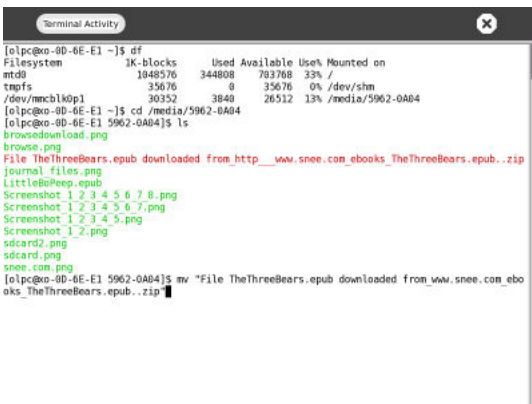 Terminal Activity
[olpc@xo-0D-6E-E1 ~]$ df
Filesystem 1K-blocks Used Available Use% Mounted on
mtd0 1048576 344808 703768 33% /
tmpfs 35676 0 35676 0% /dev/shm
/dev/mmcblk0p1 30352 3840 26512 13% /media/5962-0A04
[olpc@xo-0D-6E-E1 ~]$ cd /media/5962-0A04
[olpc@xo-0D-6E-E1 5962-0A04]$ ls
browsedownload.png
browse.png
File TheThreeBears.epub downloaded from_http___www.snee.com_ebooks_TheThreeBears.epub..zip
journal_files.png
LittleBoPeep.epub
Screenshot_1_2_3_4_5_6_7_8.png
Screenshot_1_2_3_4_5_6_7.png
Screenshot_1_2_3_4_5.png
Screenshot_1_2.png
sdcard2.png
sdcard.png
snee.com.png
[olpc@xo-0D-6E-E1 5962-0A04]$ mv "File TheThreeBears.epub downloaded from_www.snee.com_ebo
oks_TheThreeBears.epub..zip"